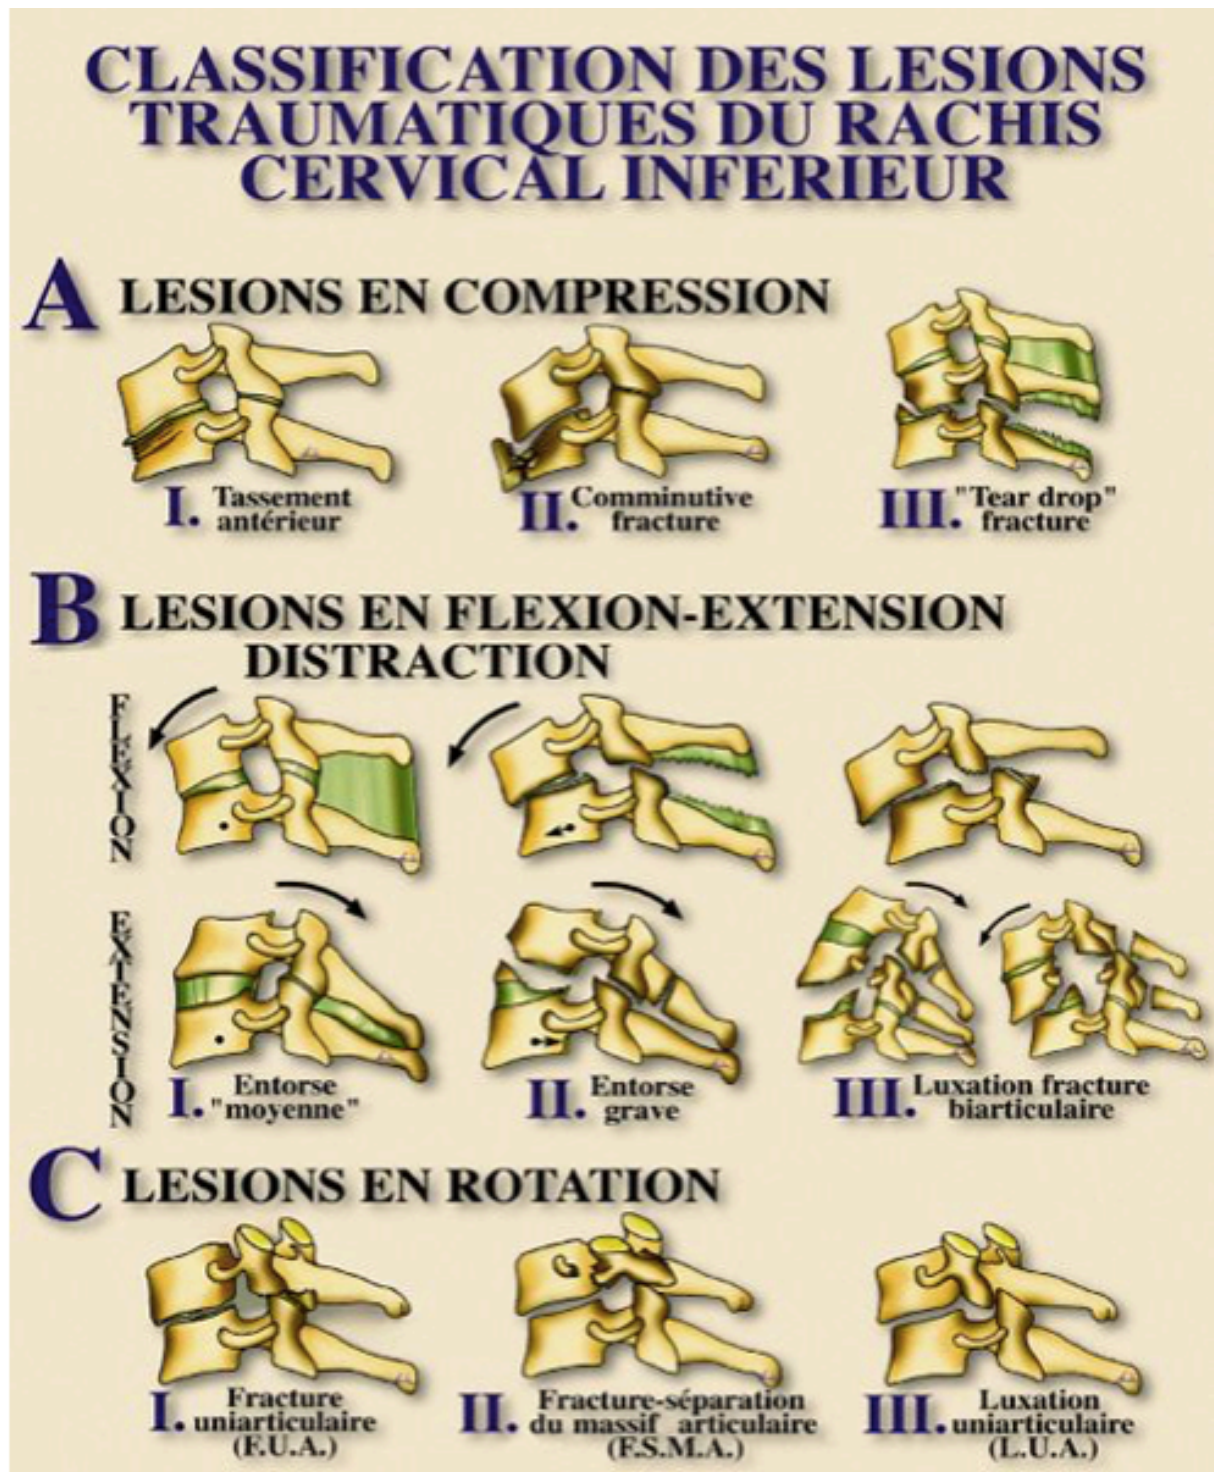 CLASSIFICATION DES LESIONS
TRAUMATIQUES DU RACHIS
CERVICAL INFERIEUR
A LESIONS EN COMPRESSION
I. Tassement
antérieur
II. Comminutive
fracture
III. "Tear drop"
fracture
B LESIONS EN FLEXION-EXTENSION
DISTRACTION
FLEXION
EXTENSION
I. Entorse
"moyenne"
II. Entorse
grave
III. Luxation fracture
biarticulaire
C LESIONS EN ROTATION
I. Fracture
uniarticulaire
(F.U.A.)
II. Fracture-séparation
du massif articulaire
(F.S.M.A.)
III. Luxation
uniarticulaire
(L.U.A.)